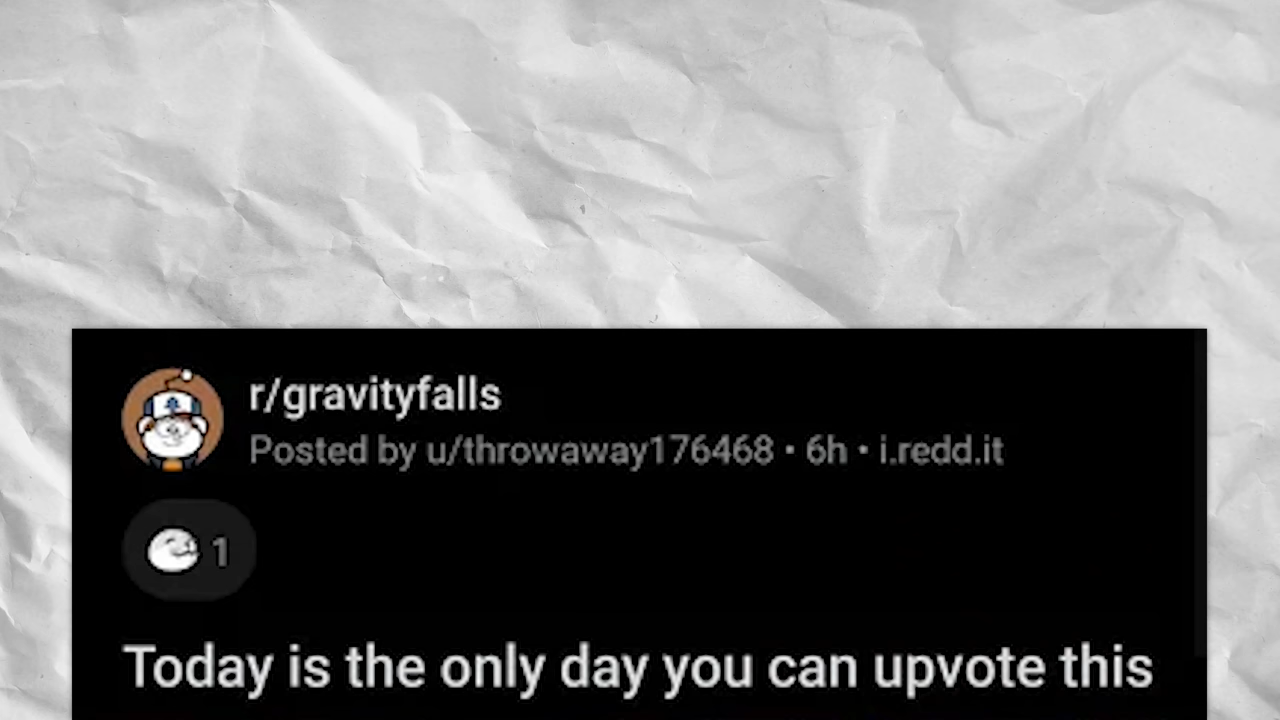 r/gravityfalls
Posted by u/throwaway176468 • 6h • i.redd.it
1
Today is the only day you can upvote this